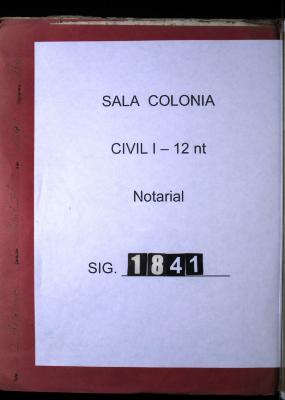 SALA COLONIA
CIVIL I – 12 nt
Notarial
SIG. 1841